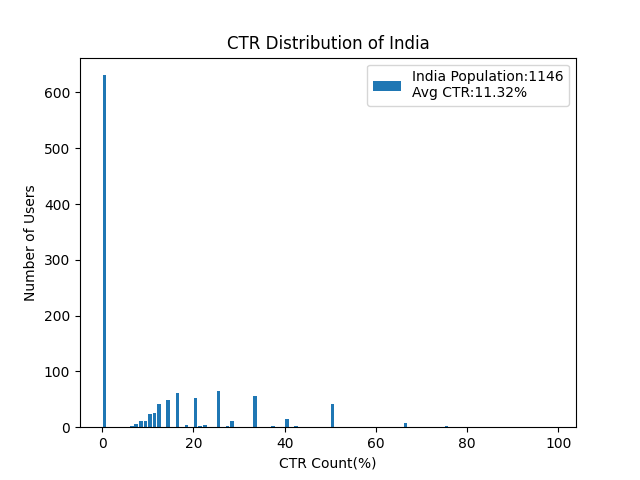 CTR Distribution of India
India Population:1146
Avg CTR:11.32%
Number of Users
600
500
400
300
200
100
0
0 20 40 60 80 100
CTR Count(%)